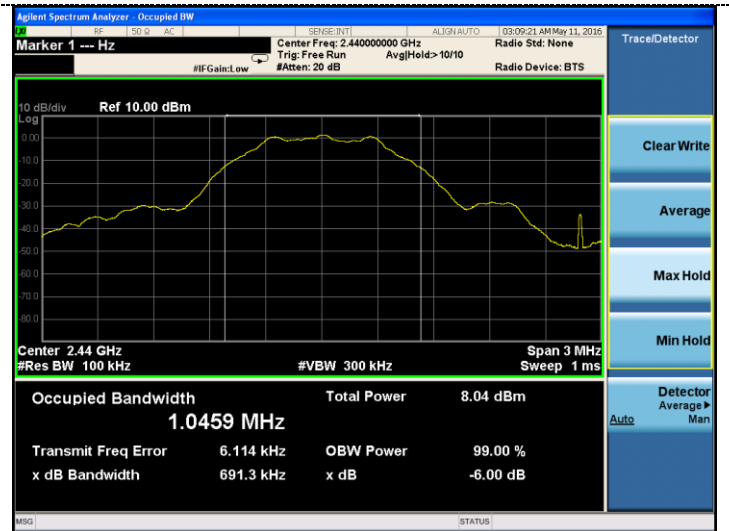 Agilent Spectrum Analyzer - Occupied BW
RF 50 Ω AC SENSE:INT ALIGN AUTO 03:09:21 AM May 11, 2016
Marker 1 --- Hz
Center Freq: 2.440000000 GHz
Radio Std: None
Trig: Free Run Avg|Hold:> 10/10
#IFGain:Low #Atten: 20 dB Radio Device: BTS
Trace/Detector
10 dB/div Ref 10.00 dBm
Log
0.00
-10.0
-20.0
-30.0
-40.0
-50.0
-60.0
-70.0
-80.0
Clear Write
Average
Max Hold
Min Hold
Center 2.44 GHz Span 3 MHz
#Res BW 100 kHz #VBW 300 kHz Sweep 1 ms
Occupied Bandwidth Total Power 8.04 dBm
1.0459 MHz
Transmit Freq Error 6.114 kHz OBW Power 99.00 %
x dB Bandwidth 691.3 kHz x dB -6.00 dB
Detector
Average
Auto Man
MSG STATUS